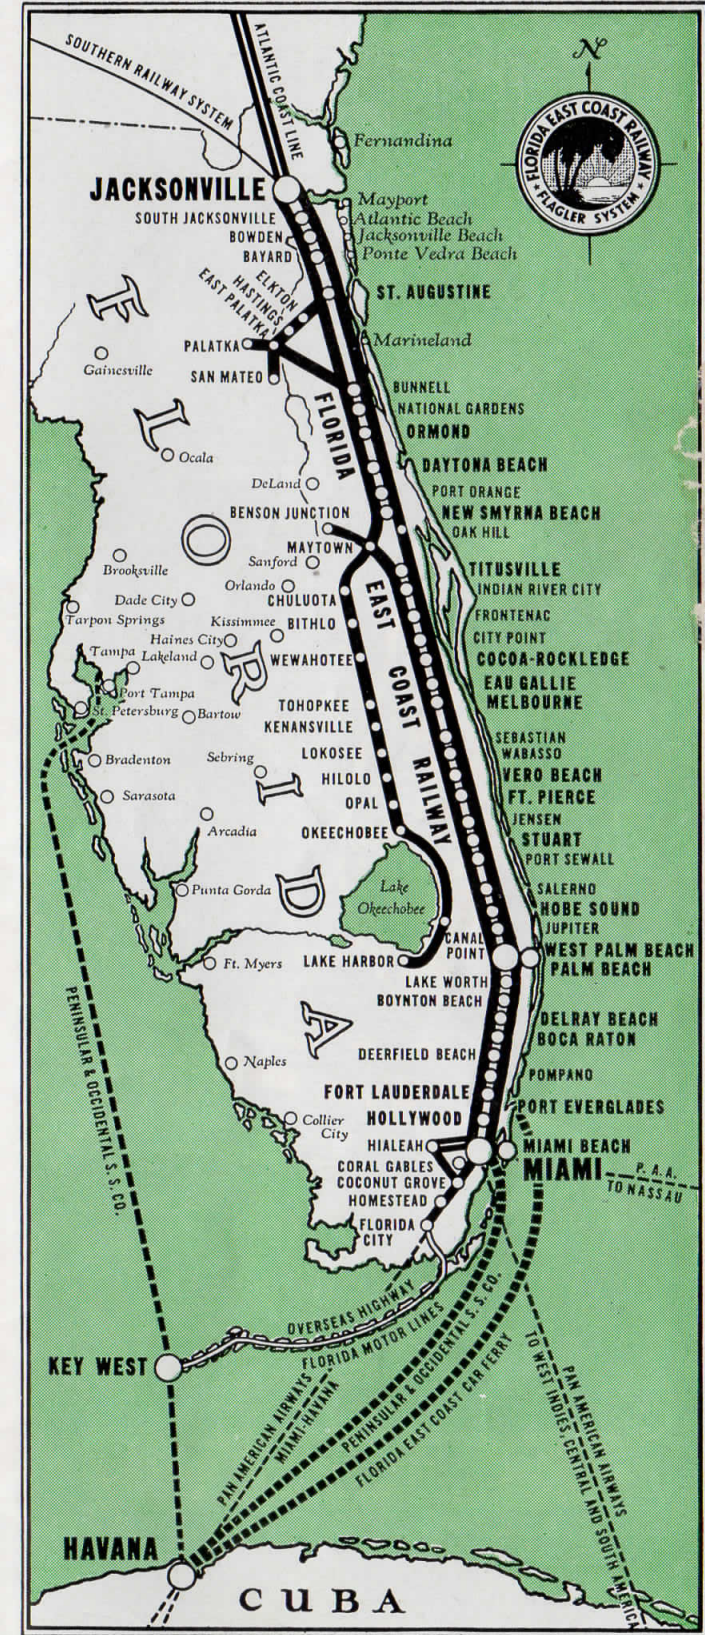 SOUTHERN RAILWAY SYSTEM
ATLANTIC COAST LINE
N
FLORIDA EAST COAST RAILWAY
FLAGLER SYSTEM
Fernandina
JACKSONVILLE
Mayport
SOUTH JACKSONVILLE
Atlantic Beach
BOWDEN
Jacksonville Beach
BAYARD
Ponte Vedra Beach
ELKTON
HASTINGS
EAST PALATKA
ST. AUGUSTINE
PALATKA
Marineland
Gainesville
SAN MATEO
BUNNELL
NATIONAL GARDENS
ORMOND
Ocala
DAYTONA BEACH
DeLand
PORT ORANGE
BENSON JUNCTION
NEW SMYRNA BEACH
OAK HILL
MAYTOWN
Brooksville
Sanford
TITUSVILLE
Orlando
INDIAN RIVER CITY
Dade City
CHULUOTA
Tarpon Springs
FRONTENAC
Kissimmee
BITHLO
Haines City
CITY POINT
Tampa
Lakeland
WEWAHOTEE
COCOA-ROCKLEDGE
Port Tampa
EAU GALLIE
MELBOURNE
St. Petersburg
Bartow
TOHOPKEE
KENANSVILLE
SEBASTIAN
WABASSO
LOKOSEE
Bradenton
Sebring
HILOLO
VERO BEACH
Sarasota
OPAL
FT. PIERCE
Arcadia
JENSEN
OKEECHOBEE
STUART
PORT SEWALL
Punta Gorda
Lake
Okeechobee
SALERNO
HOBE SOUND
JUPITER
CANAL
POINT
Ft. Myers
LAKE HARBOR
WEST PALM BEACH
PALM BEACH
LAKE WORTH
BOYNTON BEACH
DELRAY BEACH
BOCA RATON
DEERFIELD BEACH
Naples
POMPANO
FORT LAUDERDALE
PORT EVERGLADES
Collier
City
HOLLYWOOD
HIALEAH
MIAMI BEACH
MIAMI
CORAL GABLES
COCONUT GROVE
HOMESTEAD
FLORIDA
CITY
P. A. A.
TO NASSAU
FLORIDA
FLORIDA EAST COAST RAILWAY
PENINSULAR & OCCIDENTAL S. S. CO.
OVERSEAS HIGHWAY
FLORIDA MOTOR LINES
KEY WEST
PAN AMERICAN AIRWAYS
MIAMI-HAVANA
PENINSULAR & OCCIDENTAL S. S. CO.
FLORIDA EAST COAST CAR FERRY
PAN AMERICAN AIRWAYS
TO WEST INDIES, CENTRAL AND SOUTH AMERICA
HAVANA
CUBA